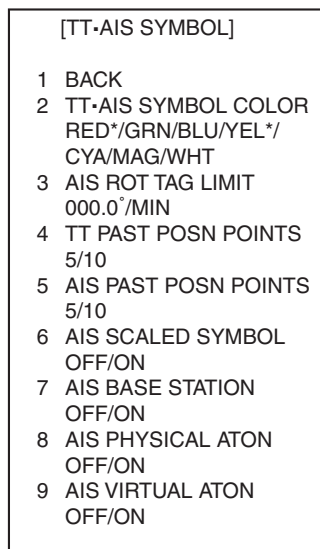 [TT•AIS SYMBOL]
1 BACK
2 TT•AIS SYMBOL COLOR
RED*/GRN/BLU/YEL*/
CYA/MAG/WHT
3 AIS ROT TAG LIMIT
000.0°/MIN
4 TT PAST POSN POINTS
5/10
5 AIS PAST POSN POINTS
5/10
6 AIS SCALED SYMBOL
OFF/ON
7 AIS BASE STATION
OFF/ON
8 AIS PHYSICAL ATON
OFF/ON
9 AIS VIRTUAL ATON
OFF/ON